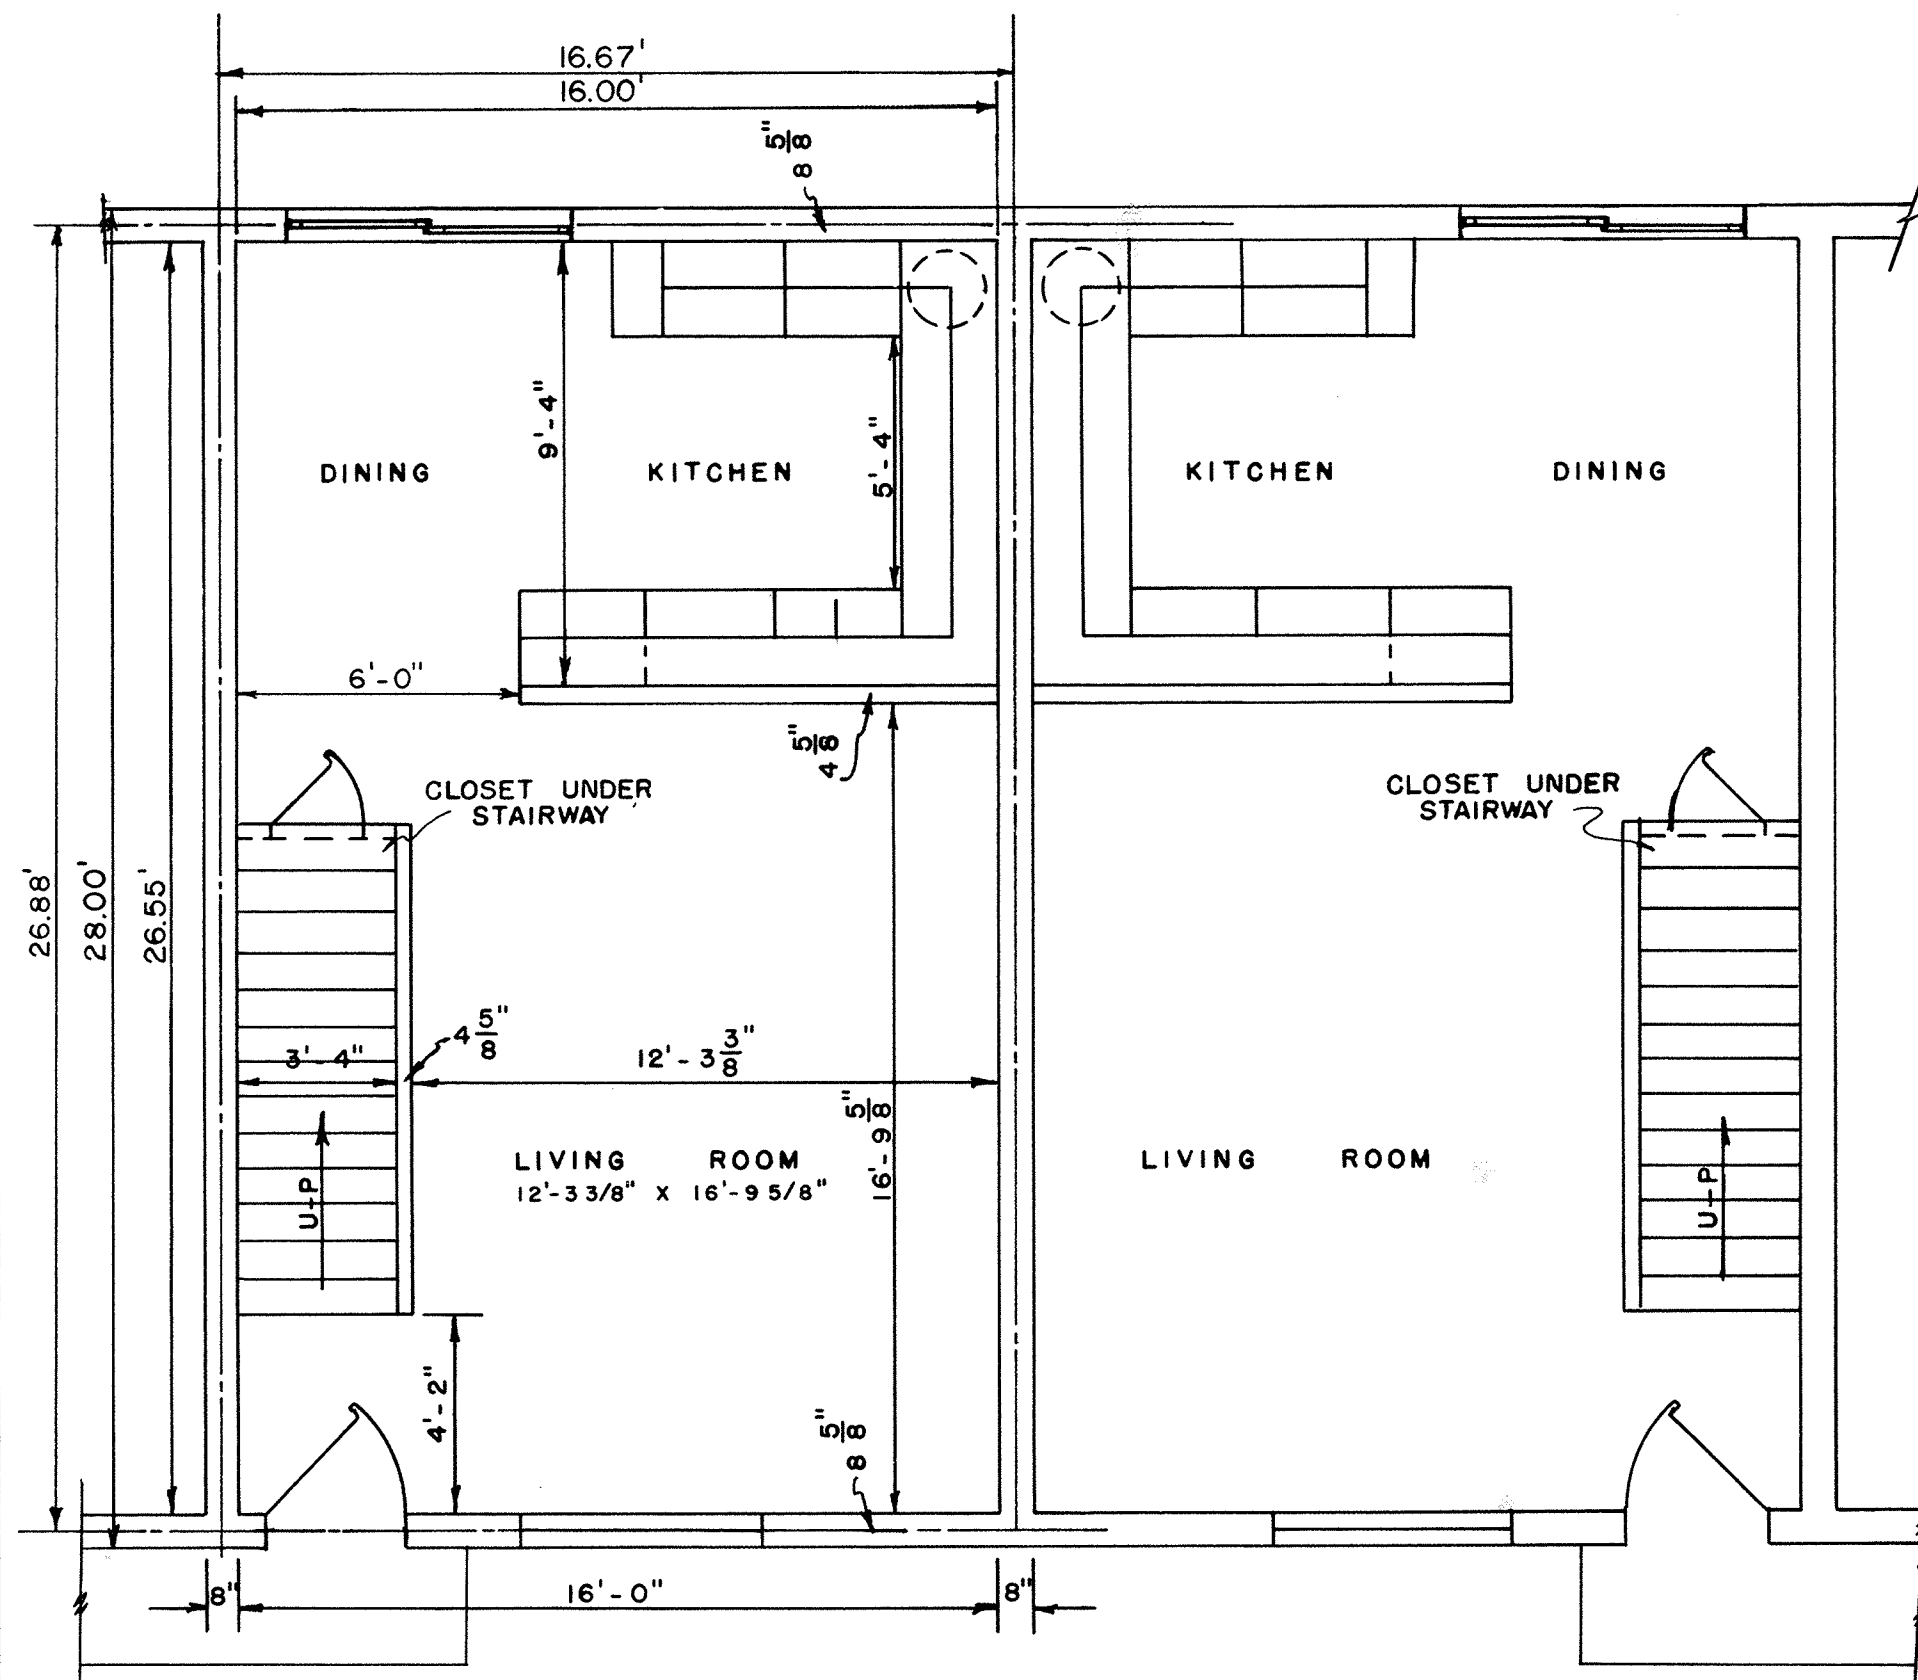 16.67'
16.00'
8 5/8"
9'-4"
5'-4"
DINING
KITCHEN
KITCHEN
DINING
6'-0"
4 5/8"
CLOSET UNDER
STAIRWAY
CLOSET UNDER
STAIRWAY
26.88'
28.00'
26.55'
4 5/8"
3'-4"
12'-3 3/8"
16'-9 5/8"
LIVING ROOM
12'-3 3/8" X 16'-9 5/8"
LIVING ROOM
UP
UP
4'-2"
8 5/8"
8"
16'-0"
8"